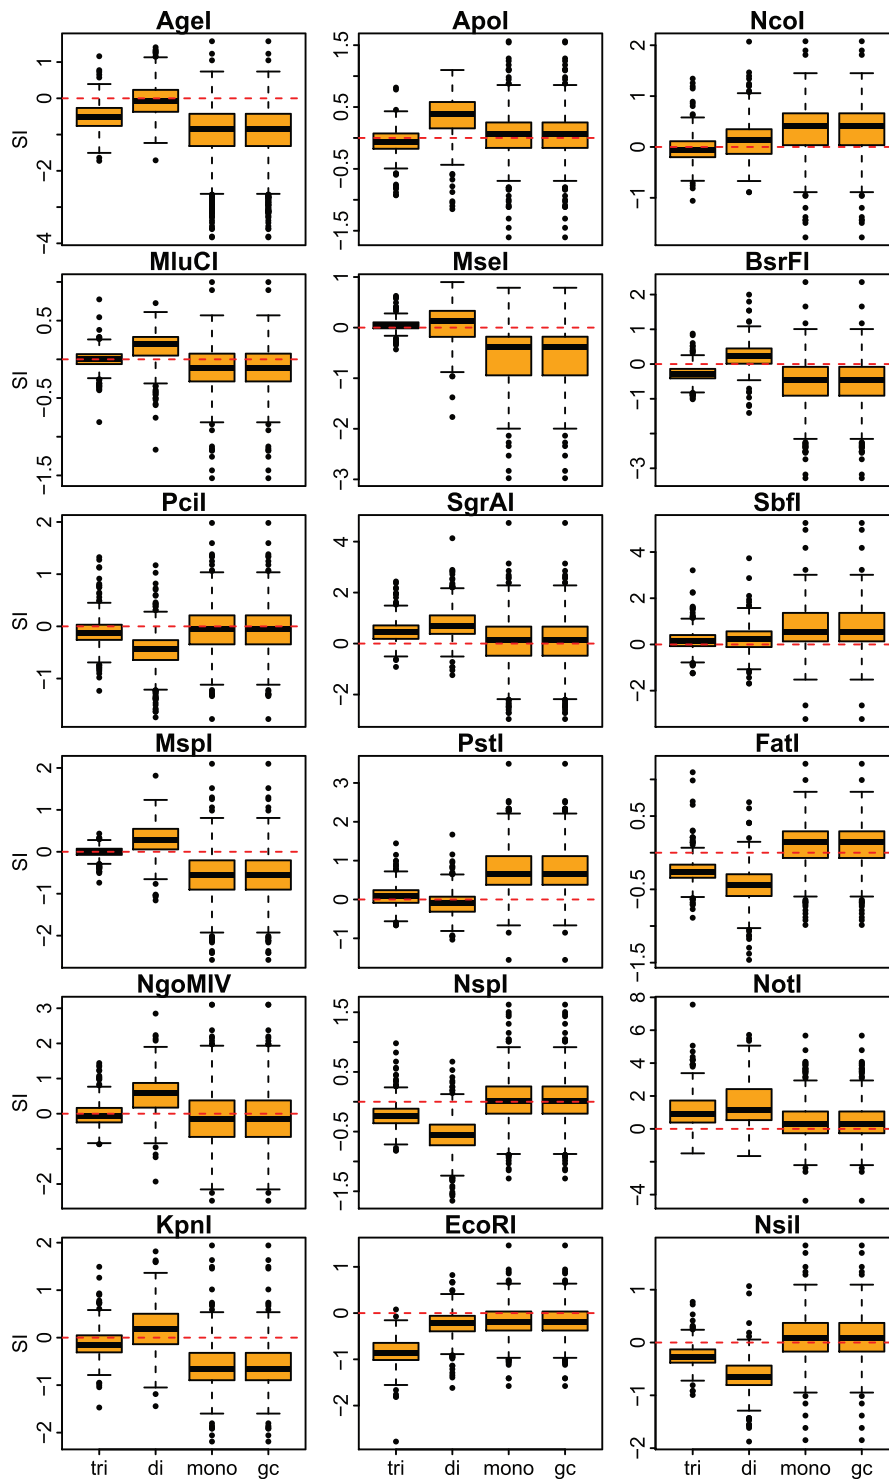 AgeI ApoI NcoI
SI
1 0 −2 −4
1.5 0.5 −0.5 −1.5
2 1 0 −1
MluCI MseI BsrFI
SI
0.5 −0.5 −1.5
1 0 −1 −2 −3
2 1 0 −1 −3
PciI SgrAI SbfI
SI
2 1 0 −1
4 2 0 −2
4 2 0 −2
MspI PstI FatI
SI
2 1 0 −1 −2
3 2 1 0 −1
0.5 −0.5 −1.5
NgoMIV NspI NotI
SI
3 2 1 0 −2
1.5 0.5 −0.5 −1.5
8 6 4 2 0 −4
KpnI EcoRI NsiI
SI
2 1 0 −1 −2
1 0 −1 −2
1 0 −1 −2
tri di mono gc tri di mono gc tri di mono gc